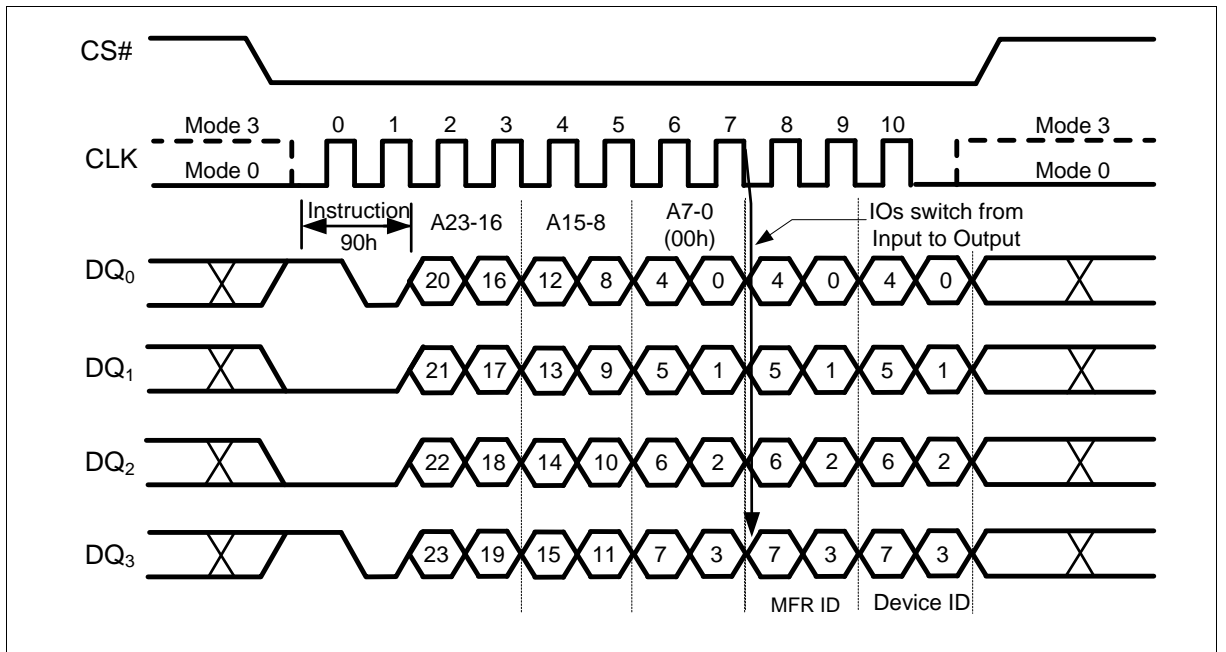 CS#
Mode 3 0 1 2 3 4 5 6 7 8 9 10 Mode 3
CLK
Mode 0 Mode 0
Instruction A23-16 A15-8 A7-0 IOs switch from
90h (00h) Input to Output
DQ0 20 16 12 8 4 0 4 0 4 0
DQ1 21 17 13 9 5 1 5 1 5 1
DQ2 22 18 14 10 6 2 6 2 6 2
DQ3 23 19 15 11 7 3 7 3 7 3
MFR ID Device ID